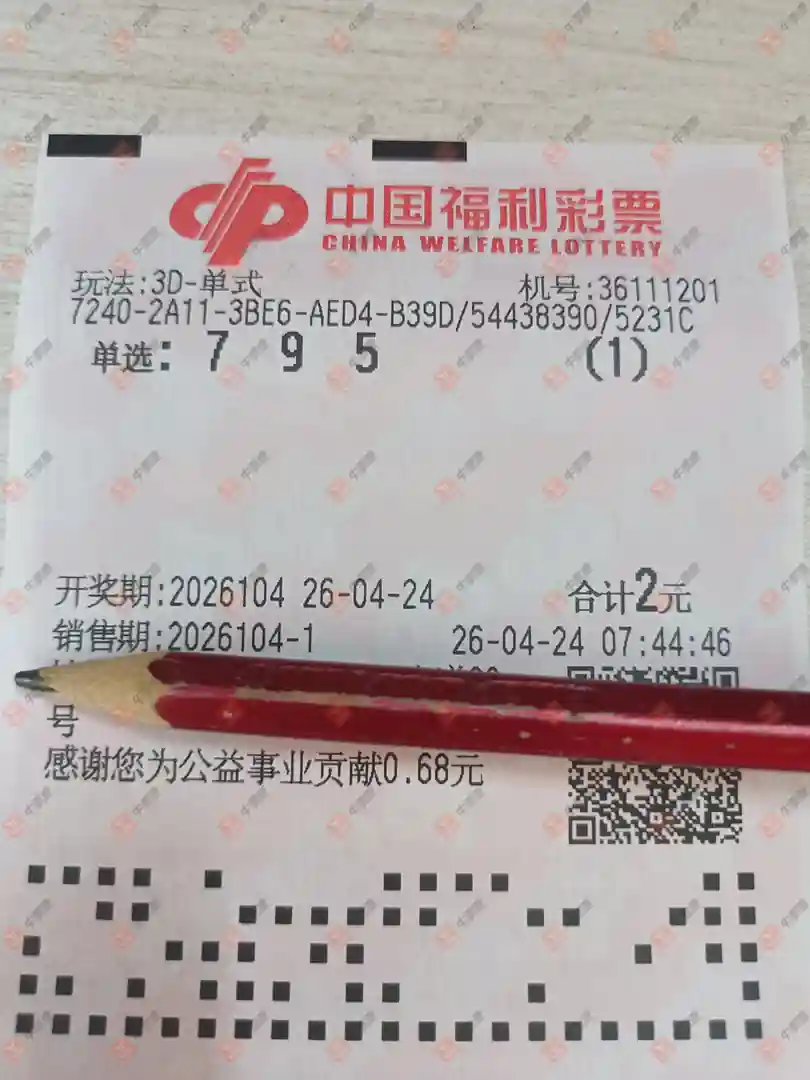 中国福利彩票
CHINA WELFARE LOTTERY
玩法:3D-单式 机号:36111201
7240-2A11-3BE6-AED4-B39D/54438390/5231C
单选: 7 9 5 (1)
开奖期:2026104 26-04-24 合计2元
销售期:2026104-1 26-04-24 07:44:46
号
感谢您为公益事业贡献0.68元